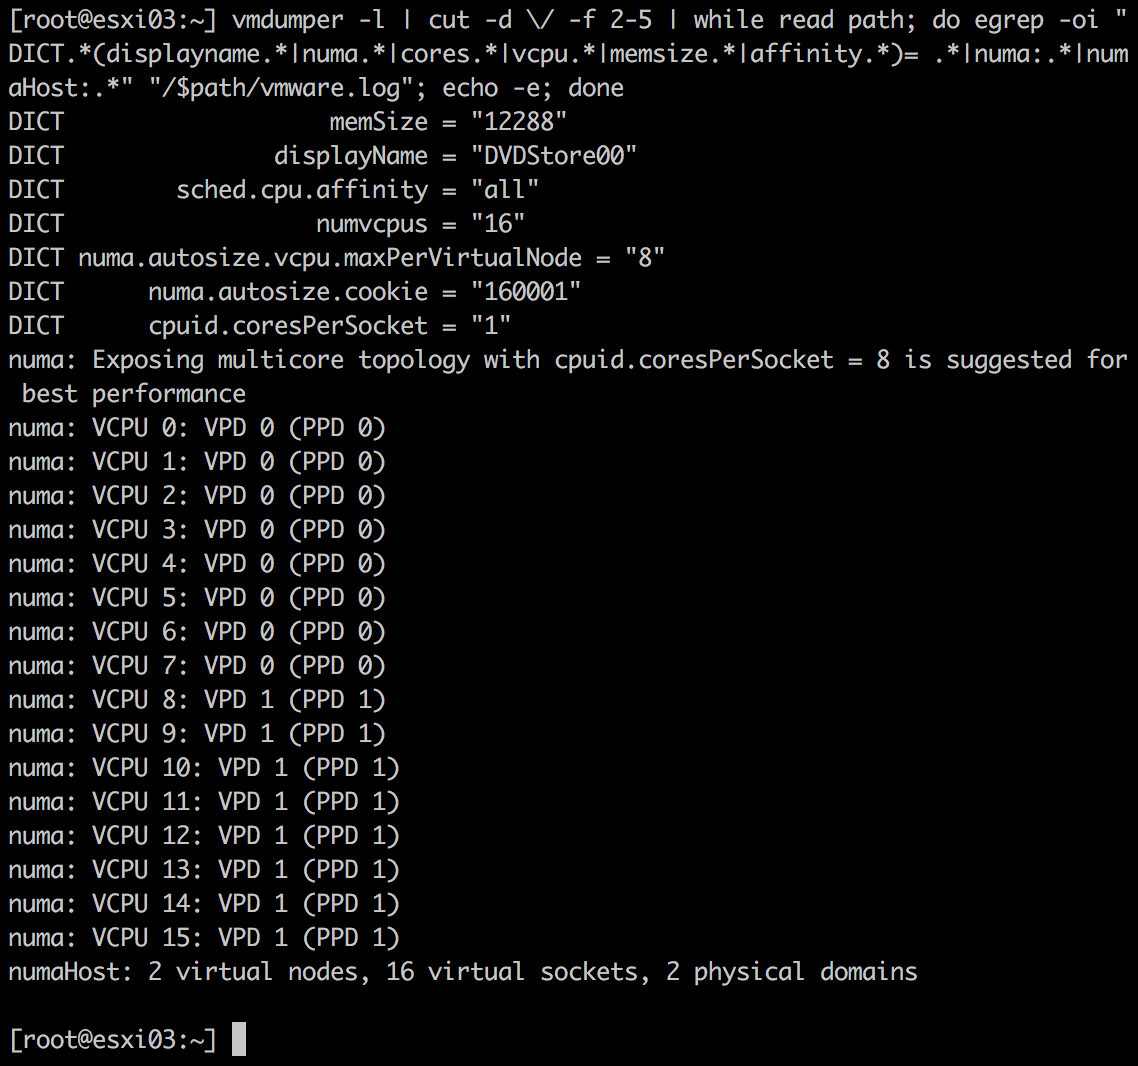 [root@esxi03:~] vmdumper -l | cut -d \/ -f 2-5 | while read path; do egrep -oi "
DICT.*(displayname.*|numa.*|cores.*|vcpu.*|memsize.*|affinity.*)= .*|numa:.*|num
aHost:.*" "/$path/vmware.log"; echo -e; done
DICT                   memSize = "12288"
DICT               displayName = "DVDStore00"
DICT        sched.cpu.affinity = "all"
DICT                  numvcpus = "16"
DICT numa.autosize.vcpu.maxPerVirtualNode = "8"
DICT      numa.autosize.cookie = "160001"
DICT      cpuid.coresPerSocket = "1"
numa: Exposing multicore topology with cpuid.coresPerSocket = 8 is suggested for
 best performance
numa: VCPU 0: VPD 0 (PPD 0)
numa: VCPU 1: VPD 0 (PPD 0)
numa: VCPU 2: VPD 0 (PPD 0)
numa: VCPU 3: VPD 0 (PPD 0)
numa: VCPU 4: VPD 0 (PPD 0)
numa: VCPU 5: VPD 0 (PPD 0)
numa: VCPU 6: VPD 0 (PPD 0)
numa: VCPU 7: VPD 0 (PPD 0)
numa: VCPU 8: VPD 1 (PPD 1)
numa: VCPU 9: VPD 1 (PPD 1)
numa: VCPU 10: VPD 1 (PPD 1)
numa: VCPU 11: VPD 1 (PPD 1)
numa: VCPU 12: VPD 1 (PPD 1)
numa: VCPU 13: VPD 1 (PPD 1)
numa: VCPU 14: VPD 1 (PPD 1)
numa: VCPU 15: VPD 1 (PPD 1)
numaHost: 2 virtual nodes, 16 virtual sockets, 2 physical domains

[root@esxi03:~]